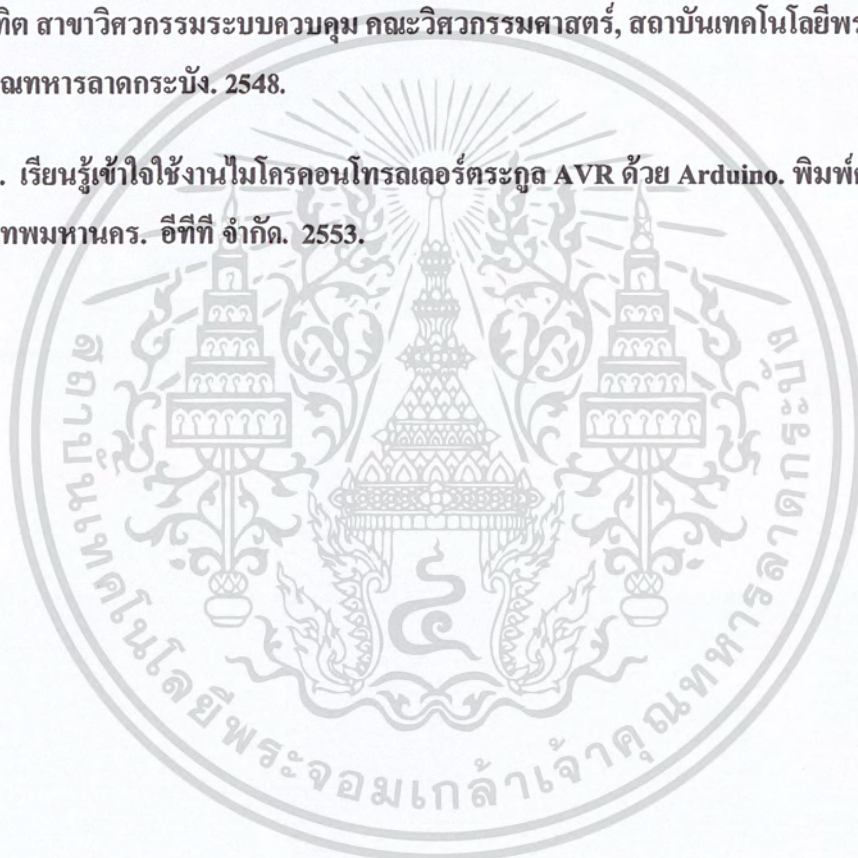 ทิต สาขาวิศวกรรมระบบควบคุม คณะวิศวกรรมศาสตร์, สถาบันเทคโนโลยีพร
ณทหารลาดกระบัง. 2548.
. เรียนรู้เข้าใจใช้งานไมโครคอนโทรลเลอร์ตระกูล AVR ด้วย Arduino. พิมพ์ค
ทพมหานคร. อีทีที จำกัด. 2553.
สถาบันเทคโนโลยีพระจอมเกล้าเจ้าคุณทหารลาดกระบัง
๔